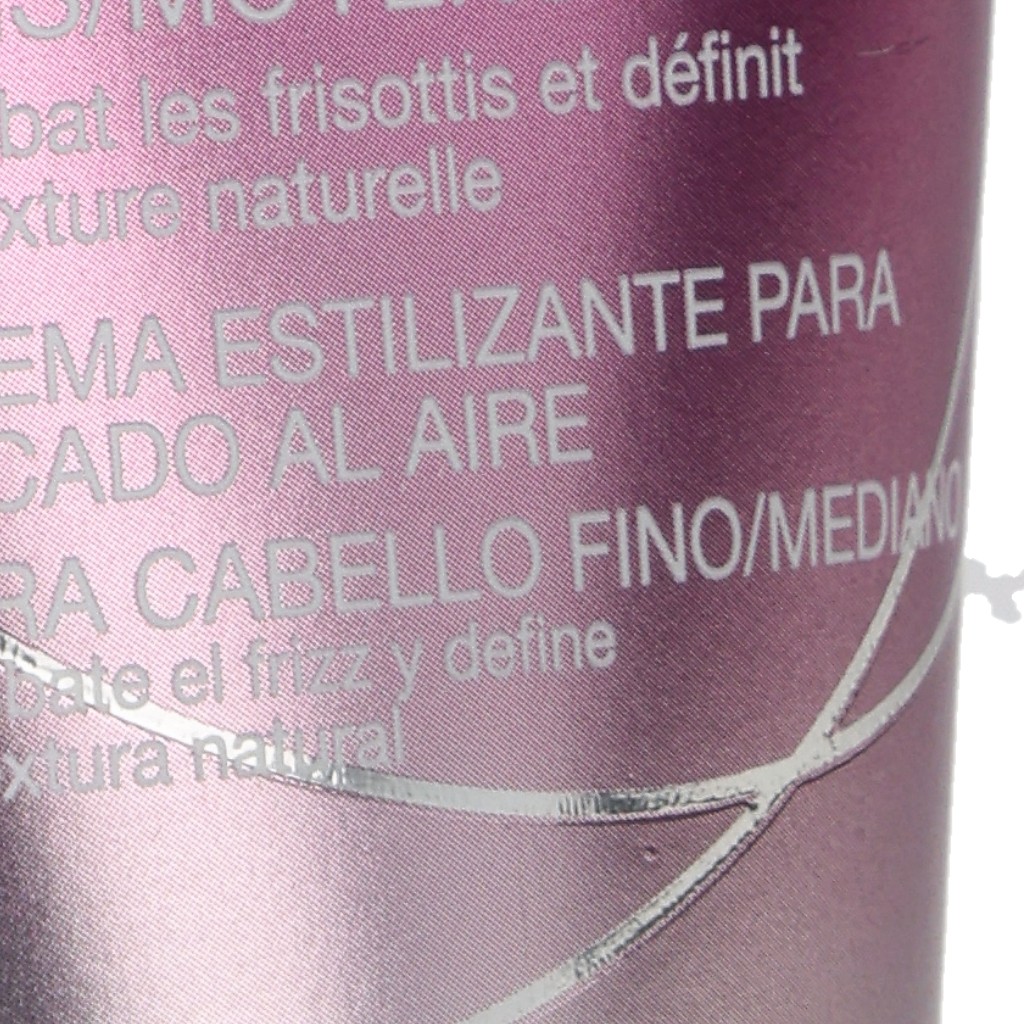 bat les frisottis et définit
xture naturelle
EMA ESTILIZANTE PARA
CADO AL AIRE
RA CABELLO FINO/MEDIANO
bate el frizz y define
xtura natural